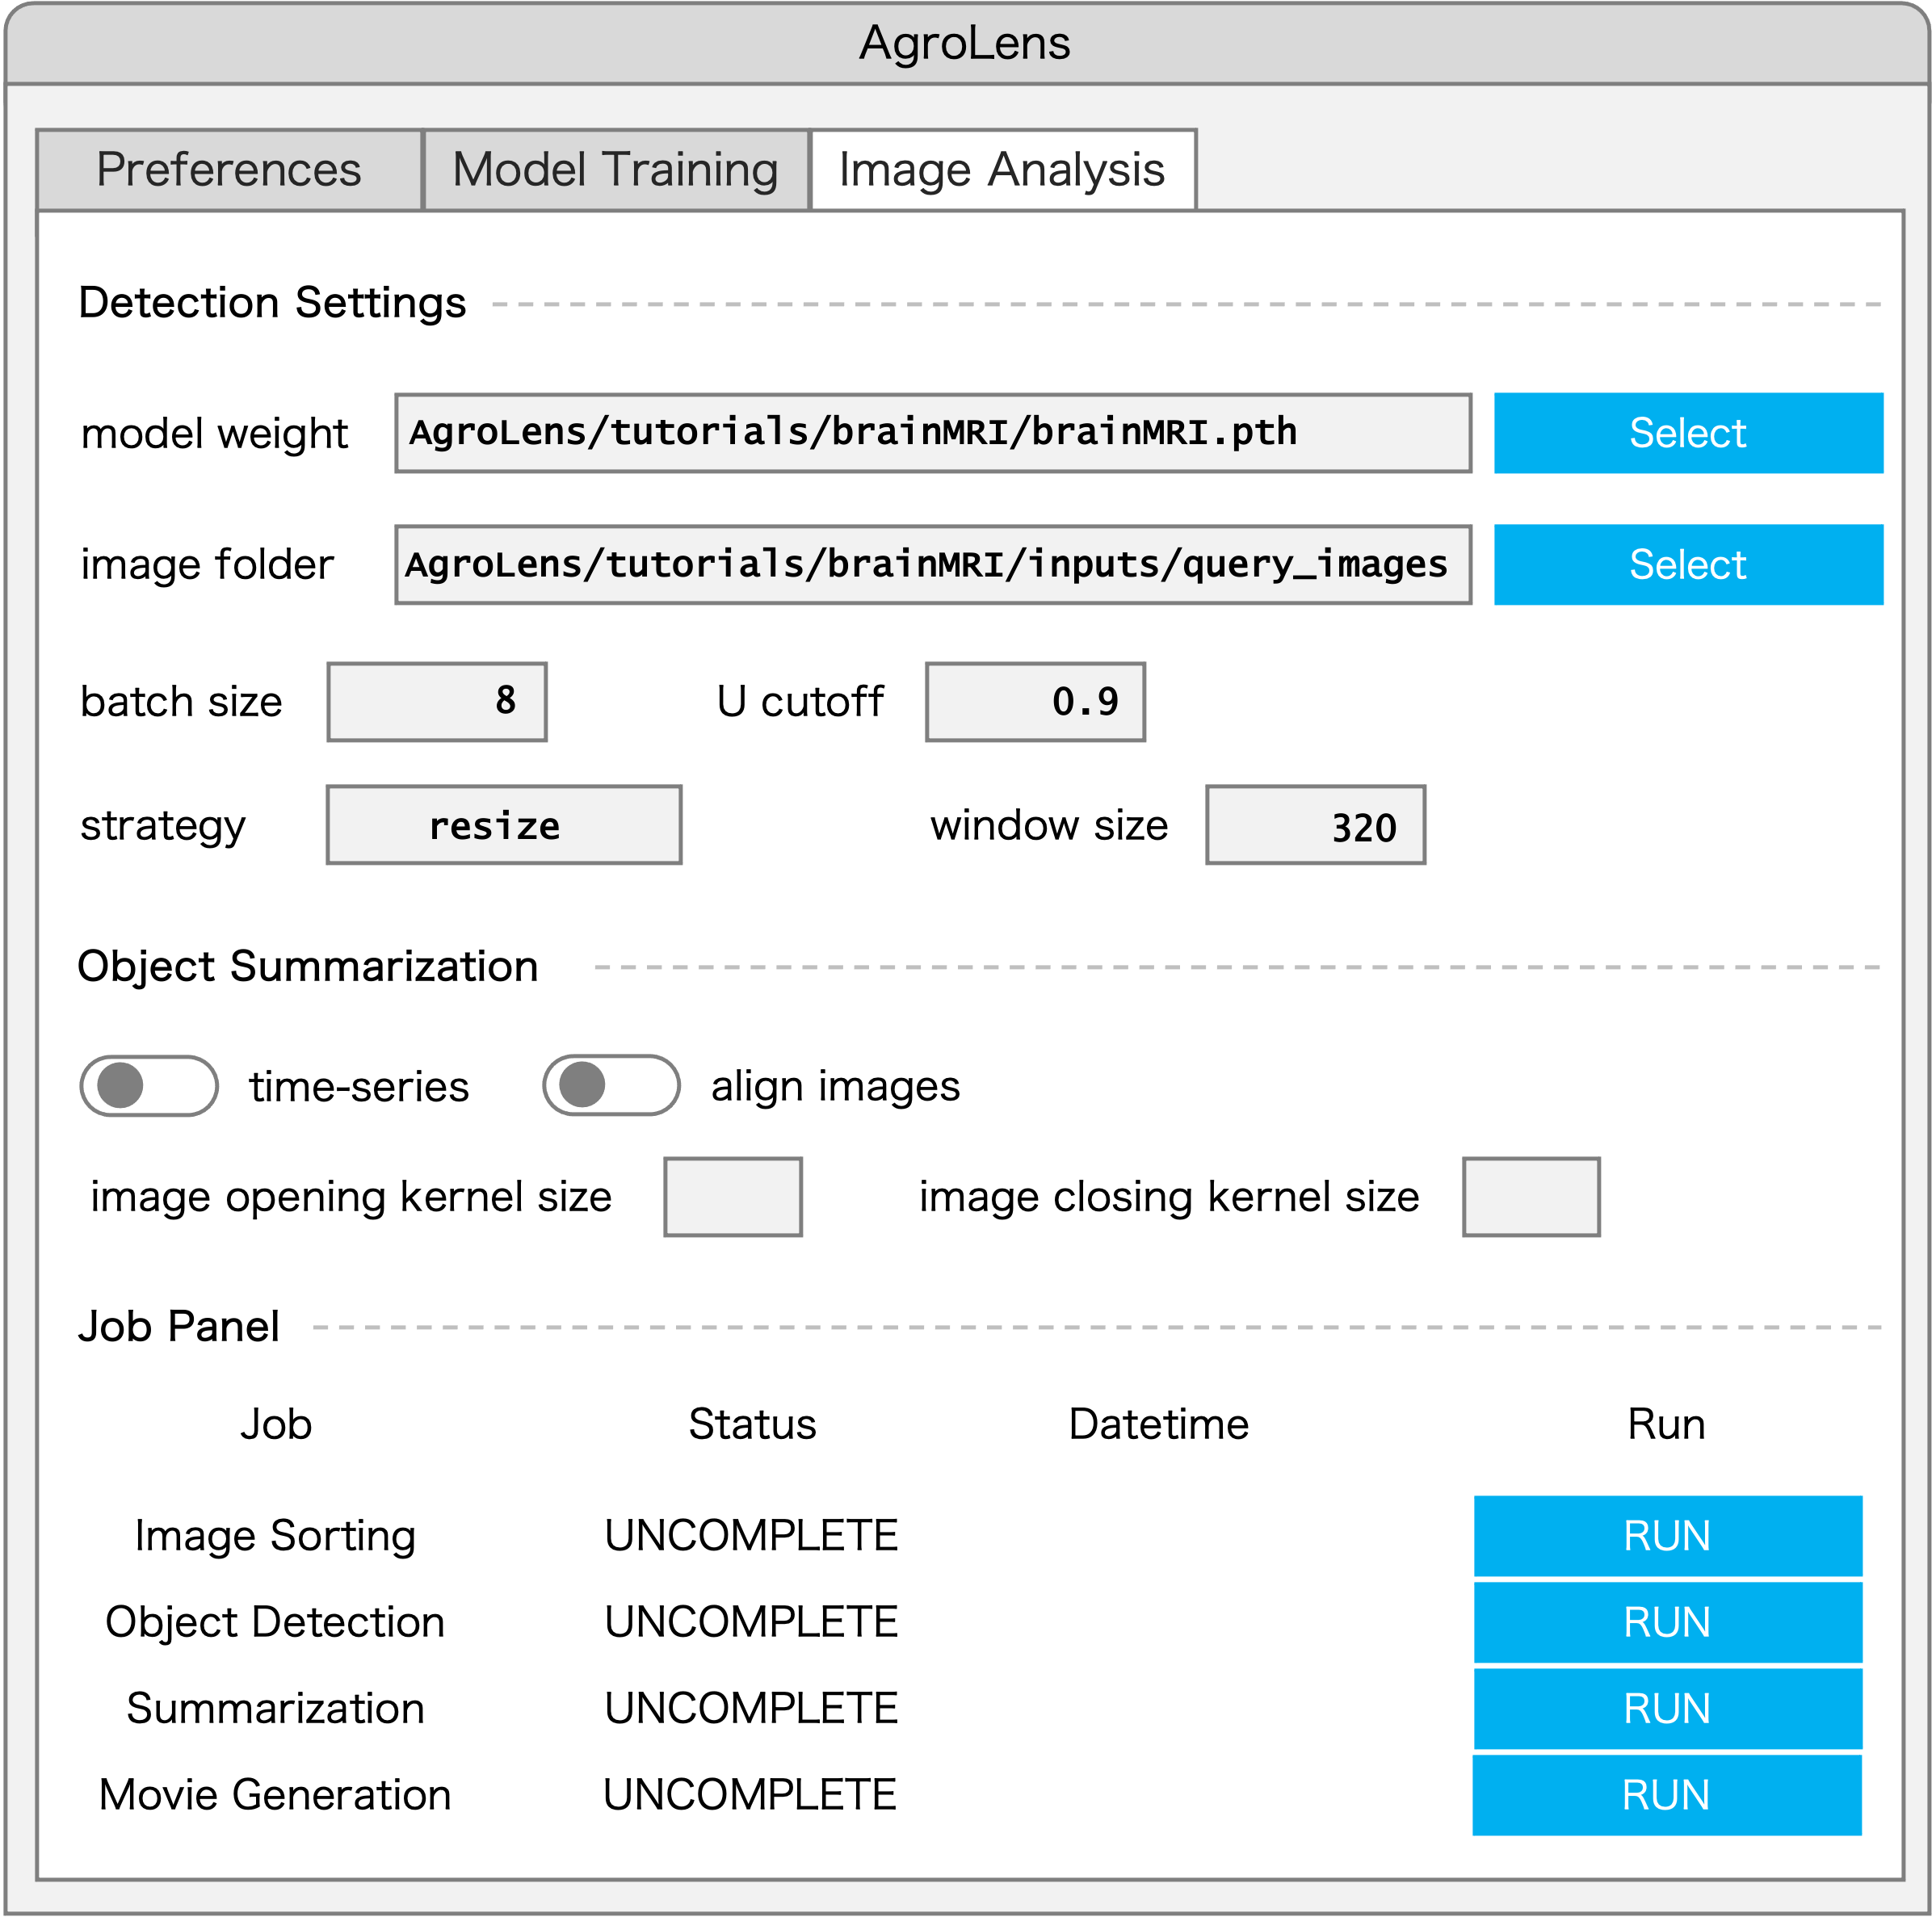 AgroLens
Preferences Model Training Image Analysis
Detection Settings
model weight AgroLens/tutorials/brainMRI/brainMRI.pth Select
image folder AgroLens/tutorials/brainMRI/inputs/query_images Select
batch size 8 U cutoff 0.9
strategy resize window size 320
Object Summarization
time-series align images
image opening kernel size image closing kernel size
Job Panel
Job Status Datetime Run
Image Sorting UNCOMPLETE RUN
Object Detection UNCOMPLETE RUN
Summarization UNCOMPLETE RUN
Movie Generation UNCOMPLETE RUN